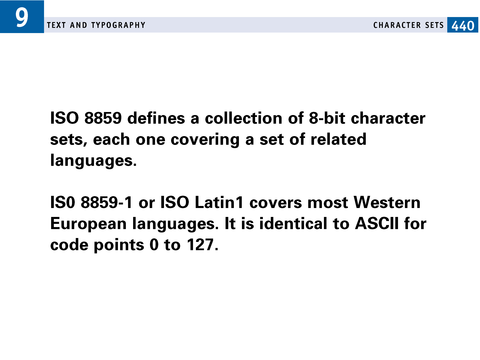 9
TEXT AND TYPOGRAPHY
CHARACTER SETS 440
ISO 8859 defines a collection of 8-bit character
sets, each one covering a set of related
languages.
IS0 8859-1 or ISO Latin1 covers most Western
European languages. It is identical to ASCII for
code points 0 to 127.